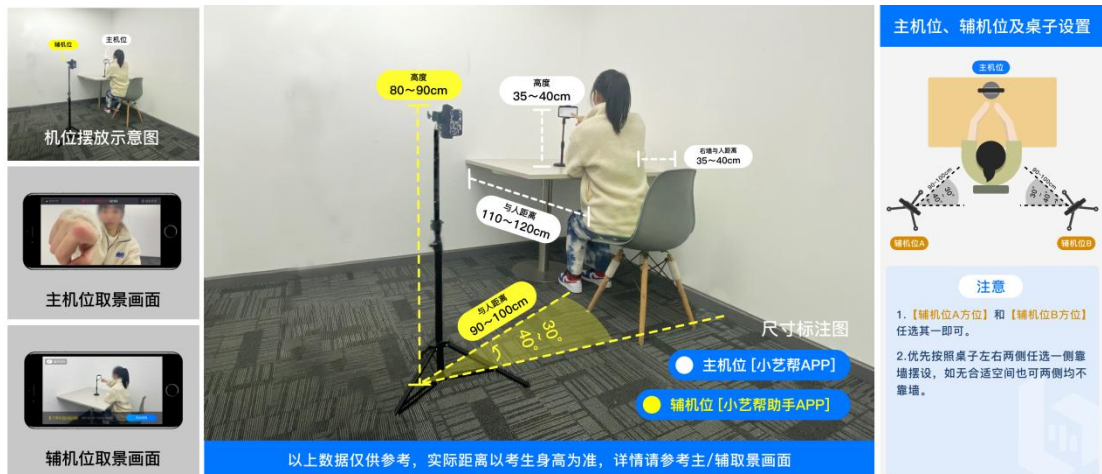 辅机位
主机位
机位摆放示意图
主机位取景画面
辅机位取景画面
高度
80～90cm
高度
35～40cm
右墙与人距离
35～40cm
与人距离
110～120cm
与人距离
90～100cm
30°
40°
尺寸标注图
主机位 [小艺帮APP]
辅机位 [小艺帮助手APP]
以上数据仅供参考，实际距离以考生身高为准，详情请参考主/辅取景画面
主机位、辅机位及桌子设置
主机位
90~100cm
30°
40°
90~100cm
30°
40°
辅机位A
辅机位B
注意
1.【辅机位A方位】和【辅机位B方位】
任选其一即可。
2.优先按照桌子左右两侧任选一侧靠
墙摆设，如无合适空间也可两侧均不
靠墙。